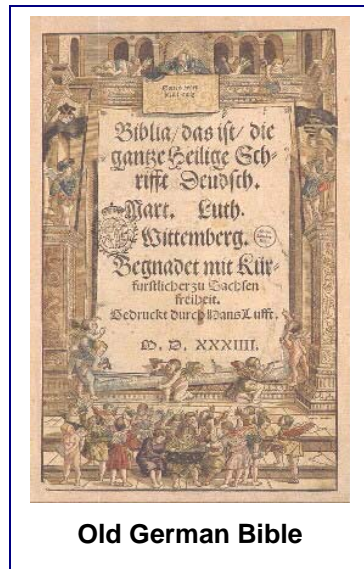 Biblia/ das ist/ die
gantze Heilige Sch-
rifft Deudsch.
Mart. Luth.
Wittemberg.
Begnadet mit Kür-
furstlicher zu Sachsen
freiheit.
Gedruckt durch Hans Lufft.
M. D. XXXIIII.
Old German Bible